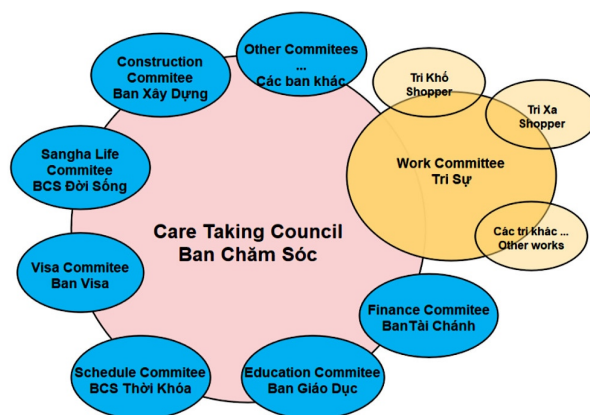 Other Commitees
...
Các ban khác
Construction
Commitee
Ban Xây Dựng
Tri Khố
Shopper
Tri Xa
Shopper
Work Committee
Tri Sự
Sangha Life
Commitee
BCS Đời Sống
Care Taking Council
Ban Chăm Sóc
Các tri khác ...
Other works
Visa Commitee
Ban Visa
Finance Commitee
BanTài Chánh
Schedule Commitee
BCS Thời Khóa
Education Commitee
Ban Giáo Dục